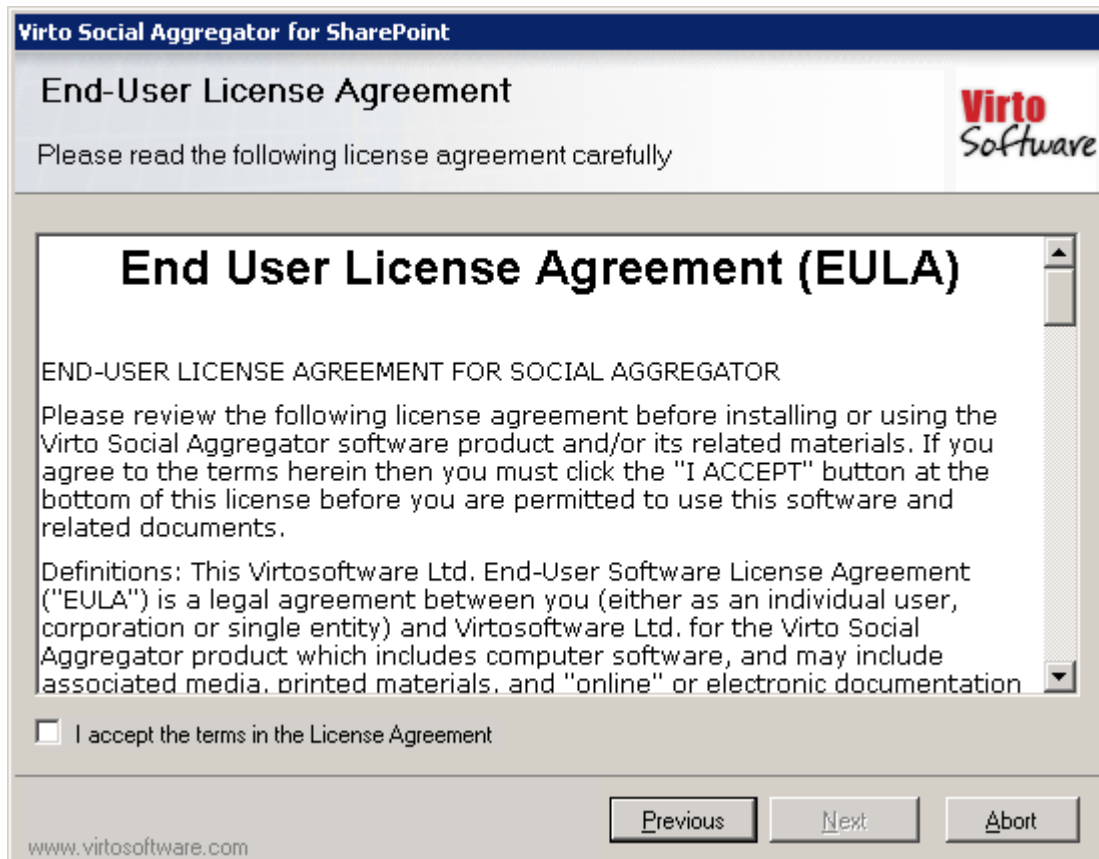 Virto Social Aggregator for SharePoint
End-User License Agreement
Please read the following license agreement carefully
Virto
Software
End User License Agreement (EULA)
END-USER LICENSE AGREEMENT FOR SOCIAL AGGREGATOR
Please review the following license agreement before installing or using the
Virto Social Aggregator software product and/or its related materials. If you
agree to the terms herein then you must click the "I ACCEPT" button at the
bottom of this license before you are permitted to use this software and
related documents.
Definitions: This Virtosoftware Ltd. End-User Software License Agreement
("EULA") is a legal agreement between you (either as an individual user,
corporation or single entity) and Virtosoftware Ltd. for the Virto Social
Aggregator product which includes computer software, and may include
associated media, printed materials, and "online" or electronic documentation
I accept the terms in the License Agreement
Previous
Next
Abort
www.virtosoftware.com